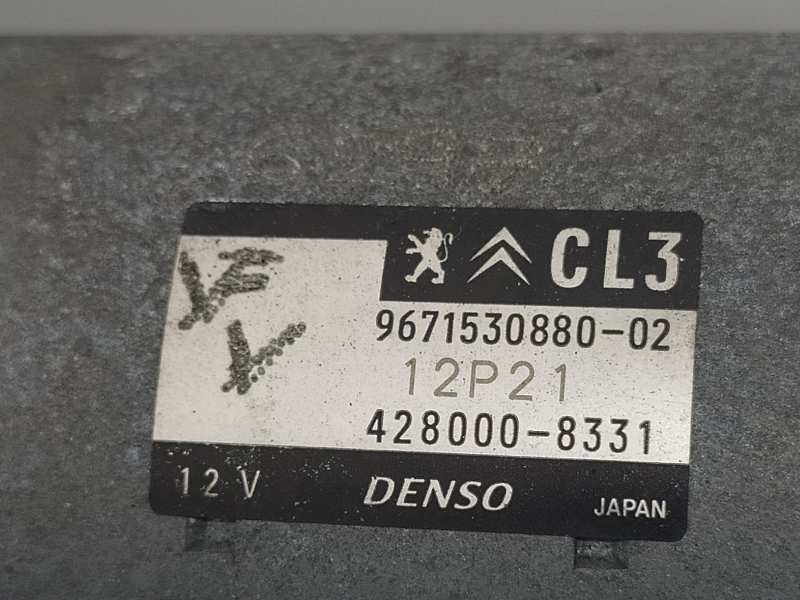 CL3
9671530880-02
12P21
428000-8331
12 V DENSO JAPAN